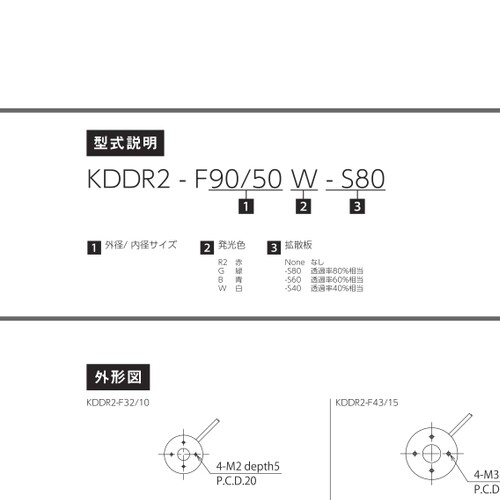 型式説明
KDDR2 - F90/50 W - S80
1 2 3
1 外径/ 内径サイズ
2 発光色
R2 赤
G 緑
B 青
W 白
3 拡散板
None なし
-S80 透過率80%相当
-S60 透過率60%相当
-S40 透過率40%相当
外形図
KDDR2-F32/10
4-M2 depth5
P.C.D.20
KDDR2-F43/15
4-M3
P.C.D.